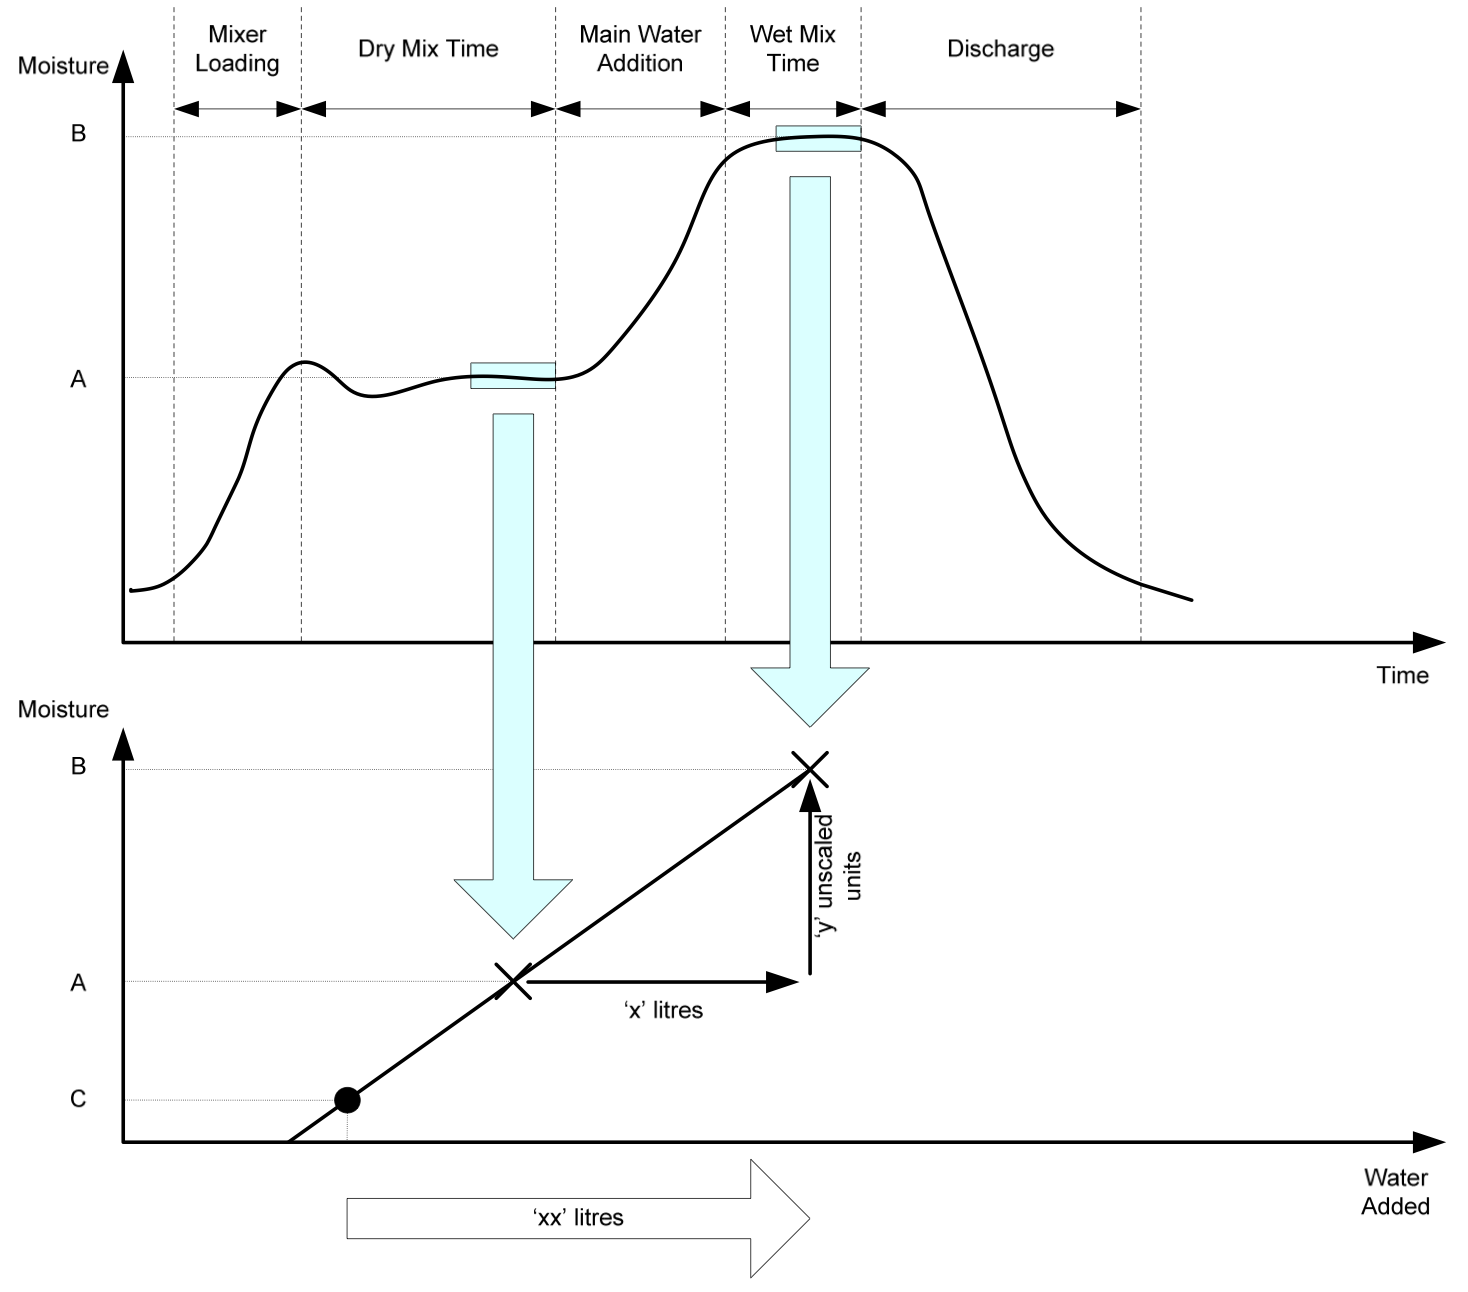 Mixer
Loading
Dry Mix Time
Main Water
Addition
Wet Mix
Time
Discharge
Moisture
B
A
Time
Moisture
B
‘y’ unscaled
units
A
‘x’ litres
C
Water
Added
‘xx’ litres